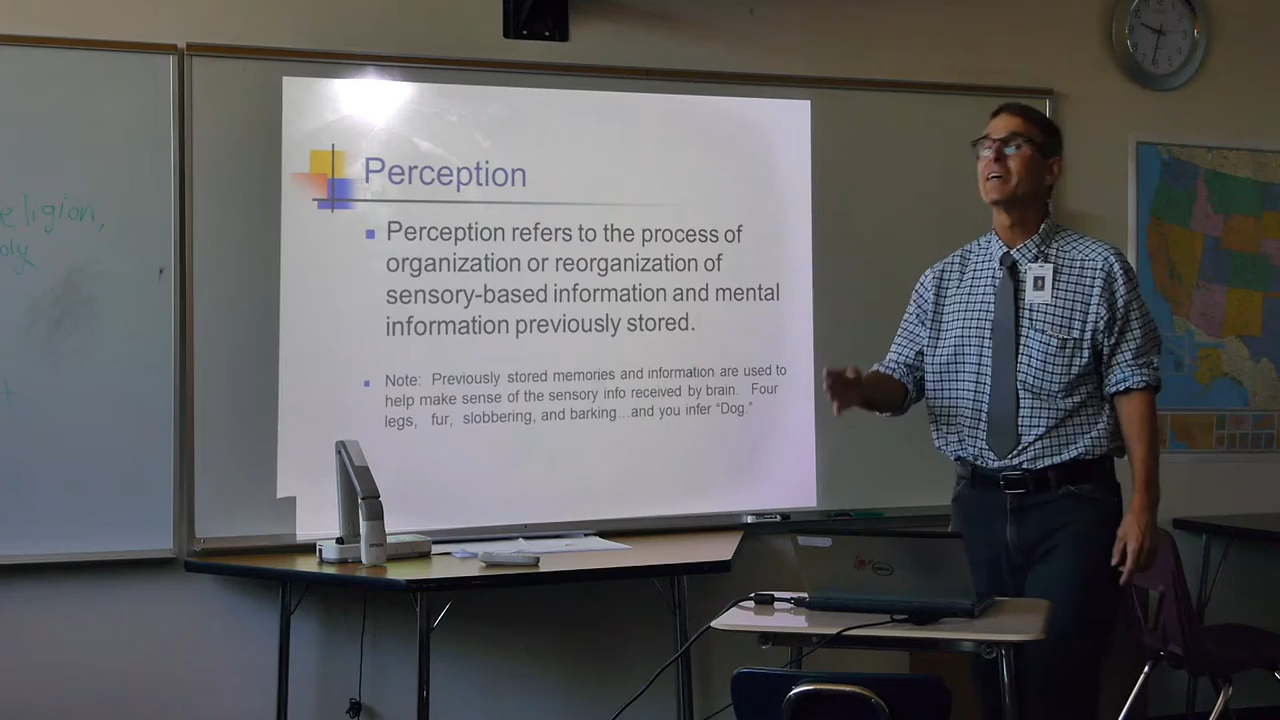 eligion,
Perception
Perception refers to the process of
organization or reorganization of
sensory-based information and mental
information previously stored.
Note: Previously stored memories and information are used to
help make sense of the sensory info received by brain. Four
legs, fur, slobbering, and barking...and you infer “Dog.”
EPSON
DELL